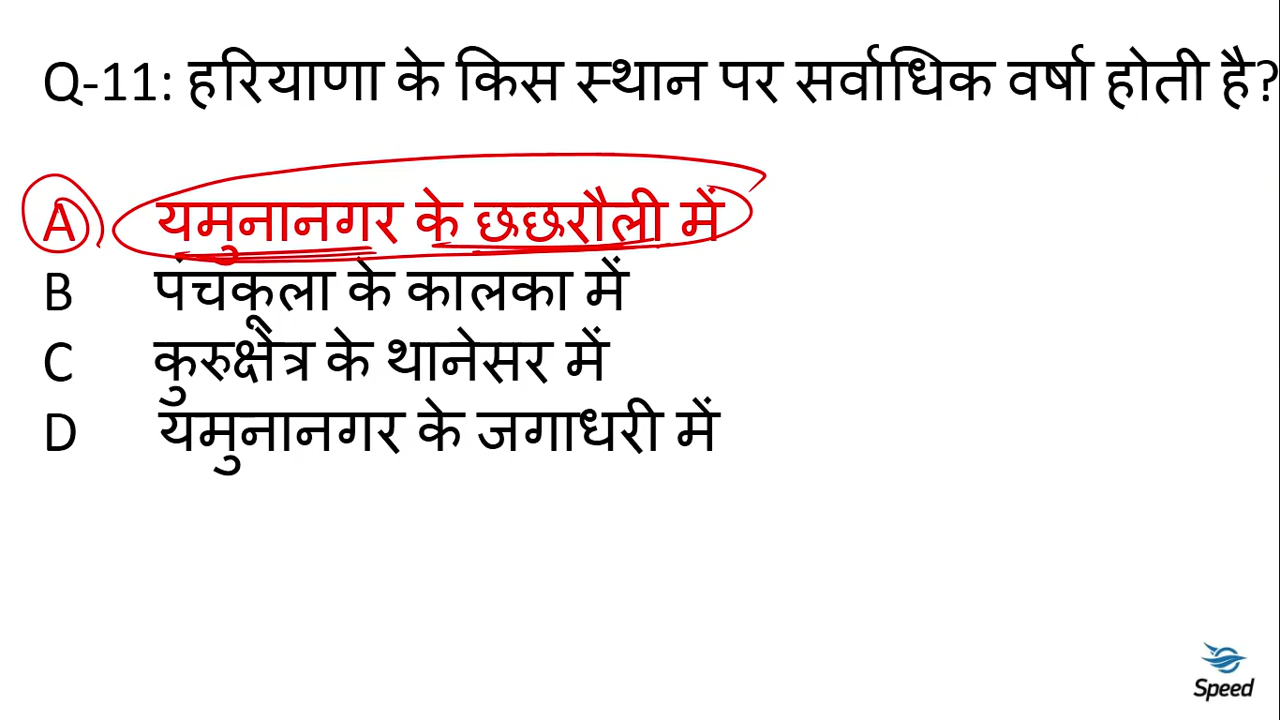 Q-11: हरियाणा के किस स्थान पर सर्वाधिक वर्षा होती है?
A यमुनानगर के छछरौली में
B पंचकूला के कालका में
C कुरुक्षेत्र के थानेसर में
D यमुनानगर के जगाधरी में
Speed